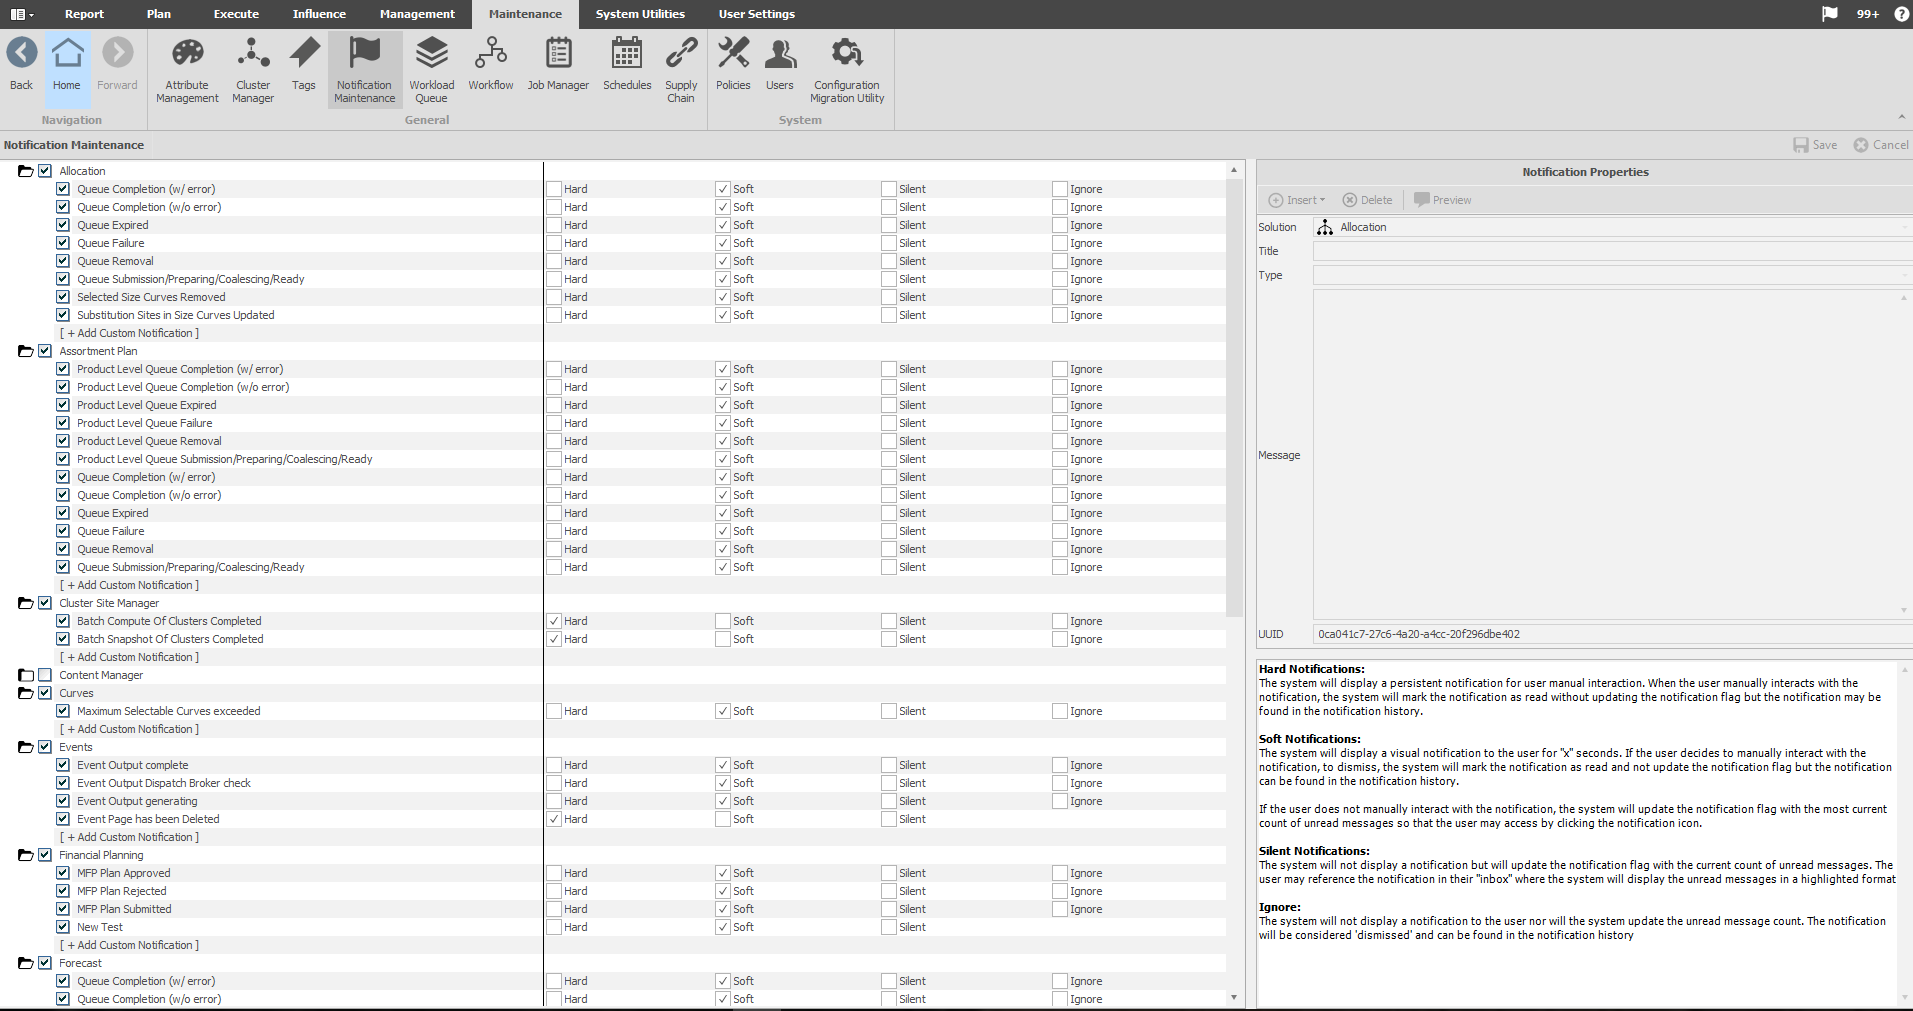 Report Plan Execute Influence Management Maintenance System Utilities User Settings 99+ ?
Back Home Forward Attribute Management Cluster Manager Tags Notification Maintenance Workload Queue Workflow Job Manager Schedules Supply Chain Policies Users Configuration Migration Utility
Navigation General System
Notification Maintenance Save Cancel
Allocation
Queue Completion (w/ error) Hard Soft Silent Ignore
Queue Completion (w/o error) Hard Soft Silent Ignore
Queue Expired Hard Soft Silent Ignore
Queue Failure Hard Soft Silent Ignore
Queue Removal Hard Soft Silent Ignore
Queue Submission/Preparing/Coalescing/Ready Hard Soft Silent Ignore
Selected Size Curves Removed Hard Soft Silent Ignore
Substitution Sites in Size Curves Updated Hard Soft Silent Ignore
[ + Add Custom Notification ]
Assortment Plan
Product Level Queue Completion (w/ error) Hard Soft Silent Ignore
Product Level Queue Completion (w/o error) Hard Soft Silent Ignore
Product Level Queue Expired Hard Soft Silent Ignore
Product Level Queue Failure Hard Soft Silent Ignore
Product Level Queue Removal Hard Soft Silent Ignore
Product Level Queue Submission/Preparing/Coalescing/Ready Hard Soft Silent Ignore
Queue Completion (w/ error) Hard Soft Silent Ignore
Queue Completion (w/o error) Hard Soft Silent Ignore
Queue Expired Hard Soft Silent Ignore
Queue Failure Hard Soft Silent Ignore
Queue Removal Hard Soft Silent Ignore
Queue Submission/Preparing/Coalescing/Ready Hard Soft Silent Ignore
[ + Add Custom Notification ]
Cluster Site Manager
Batch Compute Of Clusters Completed Hard Soft Silent Ignore
Batch Snapshot Of Clusters Completed Hard Soft Silent Ignore
[ + Add Custom Notification ]
Content Manager
Curves
Maximum Selectable Curves exceeded Hard Soft Silent Ignore
[ + Add Custom Notification ]
Events
Event Output complete Hard Soft Silent Ignore
Event Output Dispatch Broker check Hard Soft Silent Ignore
Event Output generating Hard Soft Silent Ignore
Event Page has been Deleted Hard Soft Silent
[ + Add Custom Notification ]
Financial Planning
MFP Plan Approved Hard Soft Silent Ignore
MFP Plan Rejected Hard Soft Silent Ignore
MFP Plan Submitted Hard Soft Silent Ignore
New Test Hard Soft Silent
[ + Add Custom Notification ]
Forecast
Queue Completion (w/ error) Hard Soft Silent Ignore
Queue Completion (w/o error) Hard Soft Silent Ignore
Notification Properties
Insert Delete Preview
Solution Allocation
Title
Type
Message
UUID 0ca041c7-27c6-4a20-a4cc-20f296dbe402
Hard Notifications:
The system will display a persistent notification for user manual interaction. When the user manually interacts with the
notification, the system will mark the notification as read without updating the notification flag but the notification may be
found in the notification history.
Soft Notifications:
The system will display a visual notification to the user for "x" seconds. If the user decides to manually interact with the
notification, to dismiss, the system will mark the notification as read and not update the notification flag but the notification
can be found in the notification history.
If the user does not manually interact with the notification, the system will update the notification flag with the most current
count of unread messages so that the user may access by clicking the notification icon.
Silent Notifications:
The system will not display a notification but will update the notification flag with the current count of unread messages. The
user may reference the notification in their "inbox" where the system will display the unread messages in a highlighted format
Ignore:
The system will not display a notification to the user nor will the system update the unread message count. The notification
will be considered 'dismissed' and can be found in the notification history